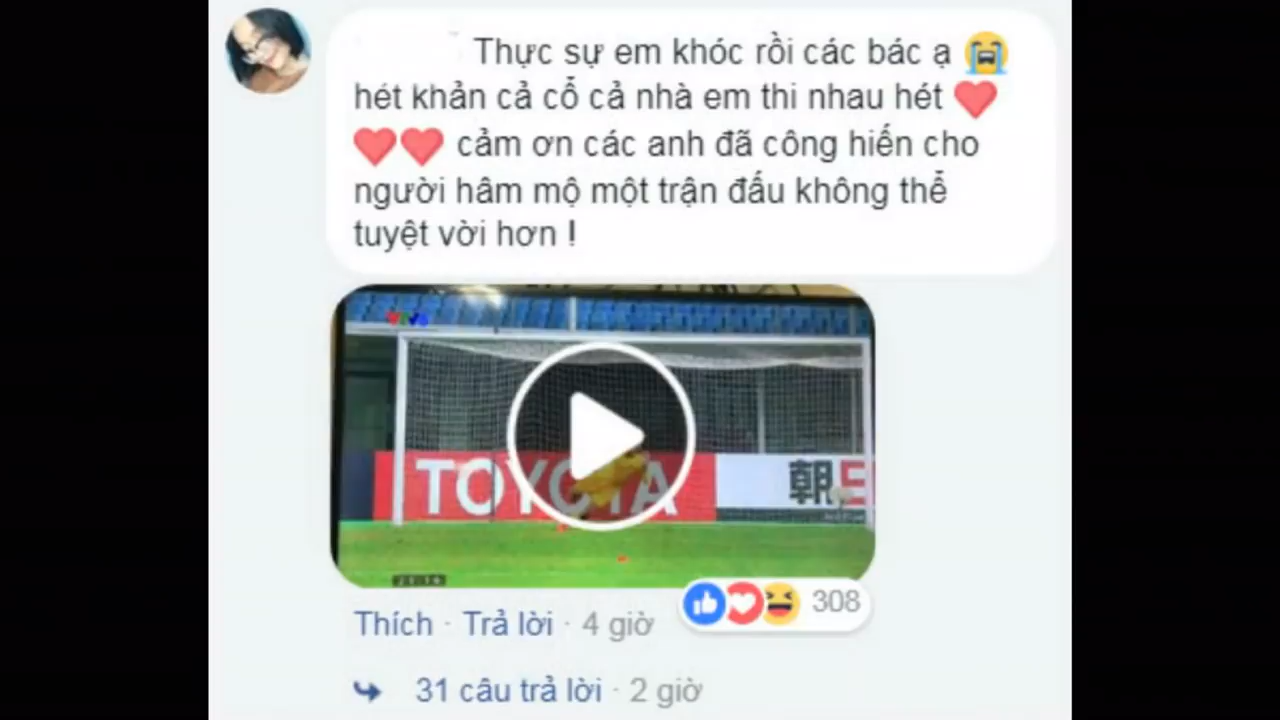 Thực sự em khóc rồi các bác ạ 😭
hét khản cả cổ cả nhà em thi nhau hét ❤
❤❤ cảm ơn các anh đã công hiến cho
người hâm mộ một trận đấu không thể
tuyệt vời hơn !
TOYOTA
朝日
Thích · Trả lời · 4 giờ
308
31 câu trả lời · 2 giờ